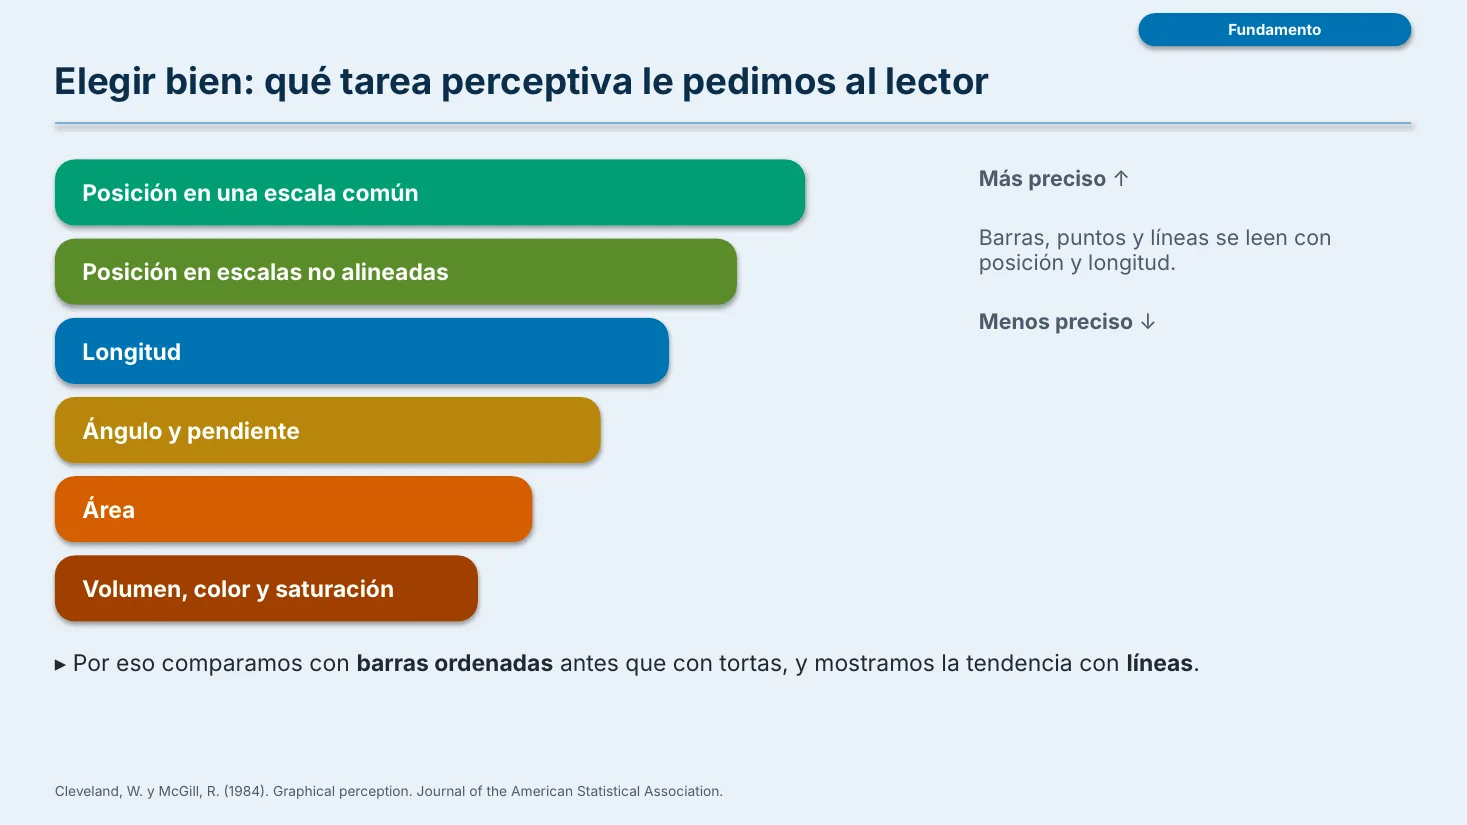 Fundamento
Elegir bien: qué tarea perceptiva le pedimos al lector
Posición en una escala común
Posición en escalas no alineadas
Longitud
Ángulo y pendiente
Área
Volumen, color y saturación
Más preciso ↑
Barras, puntos y líneas se leen con
posición y longitud.
Menos preciso ↓
▸ Por eso comparamos con barras ordenadas antes que con tortas, y mostramos la tendencia con líneas.
Cleveland, W. y McGill, R. (1984). Graphical perception. Journal of the American Statistical Association.